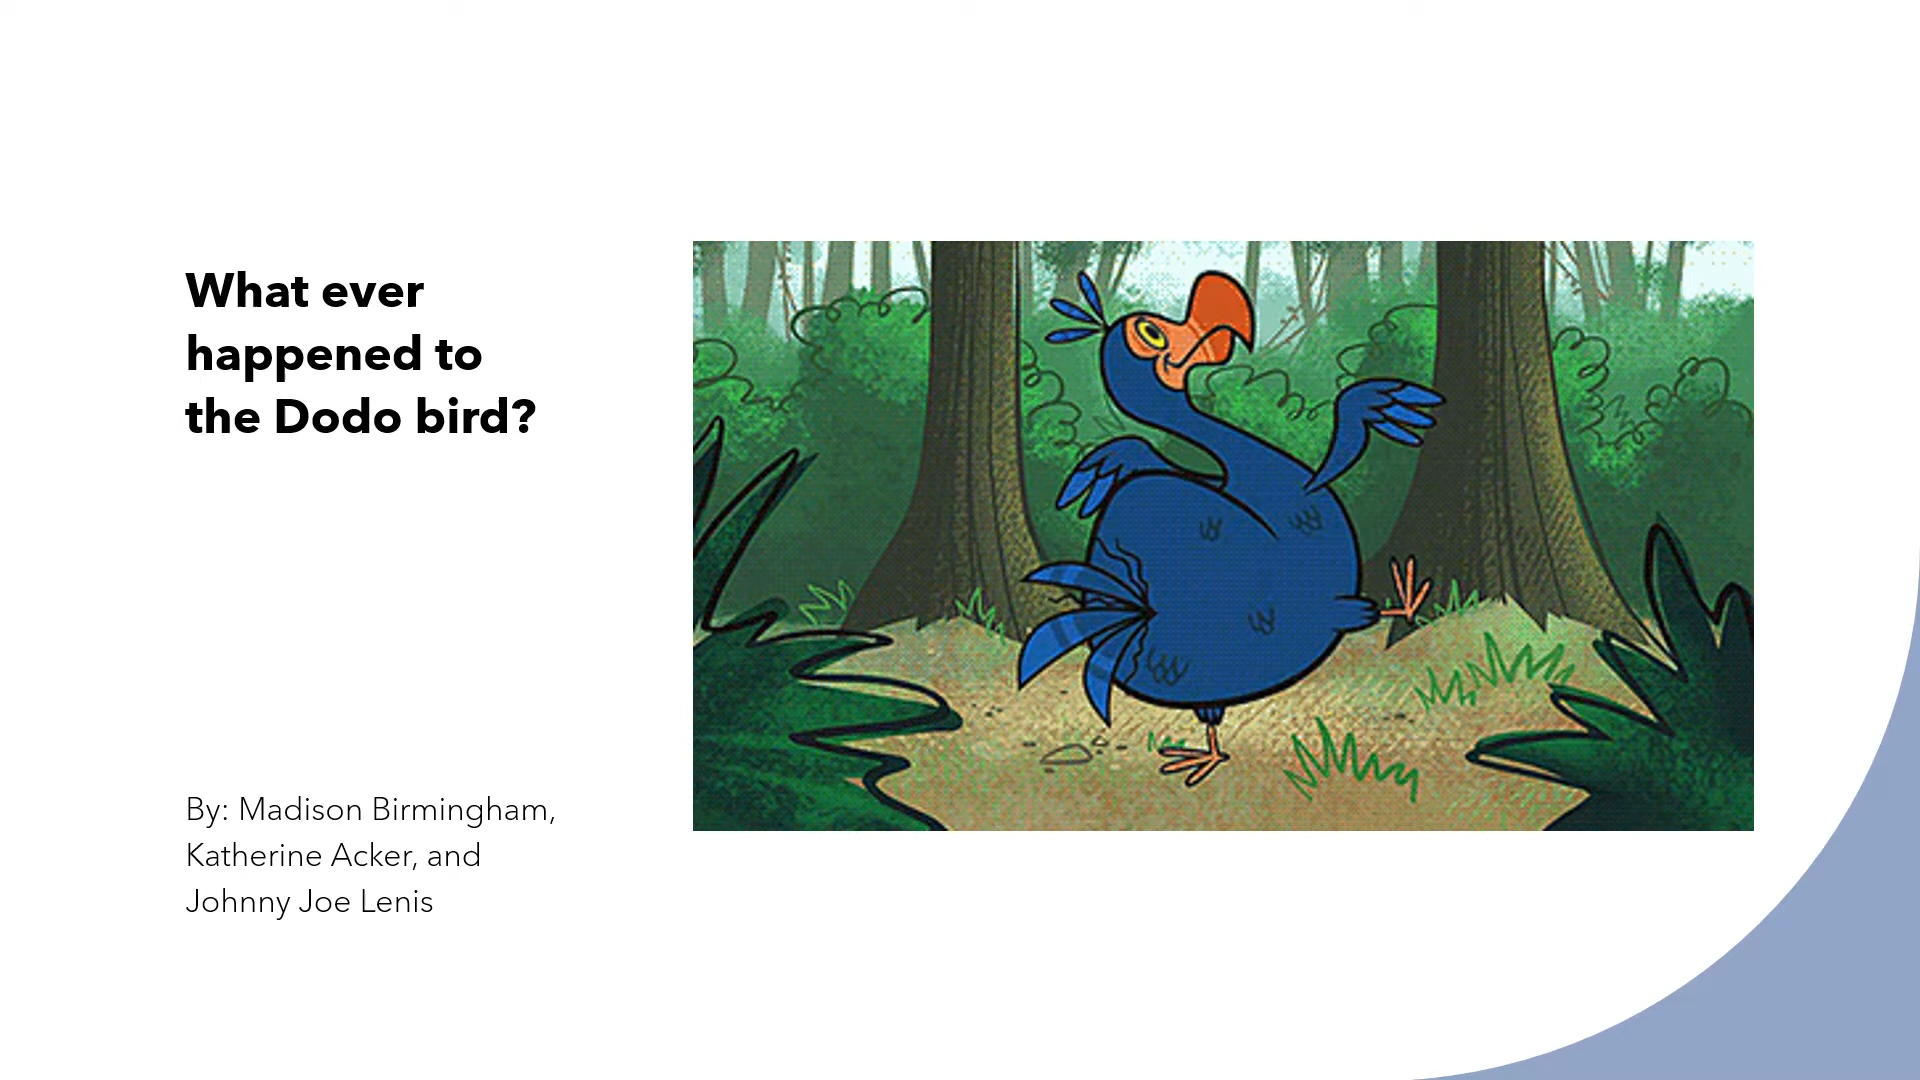 What ever
happened to
the Dodo bird?
By: Madison Birmingham,
Katherine Acker, and
Johnny Joe Lenis